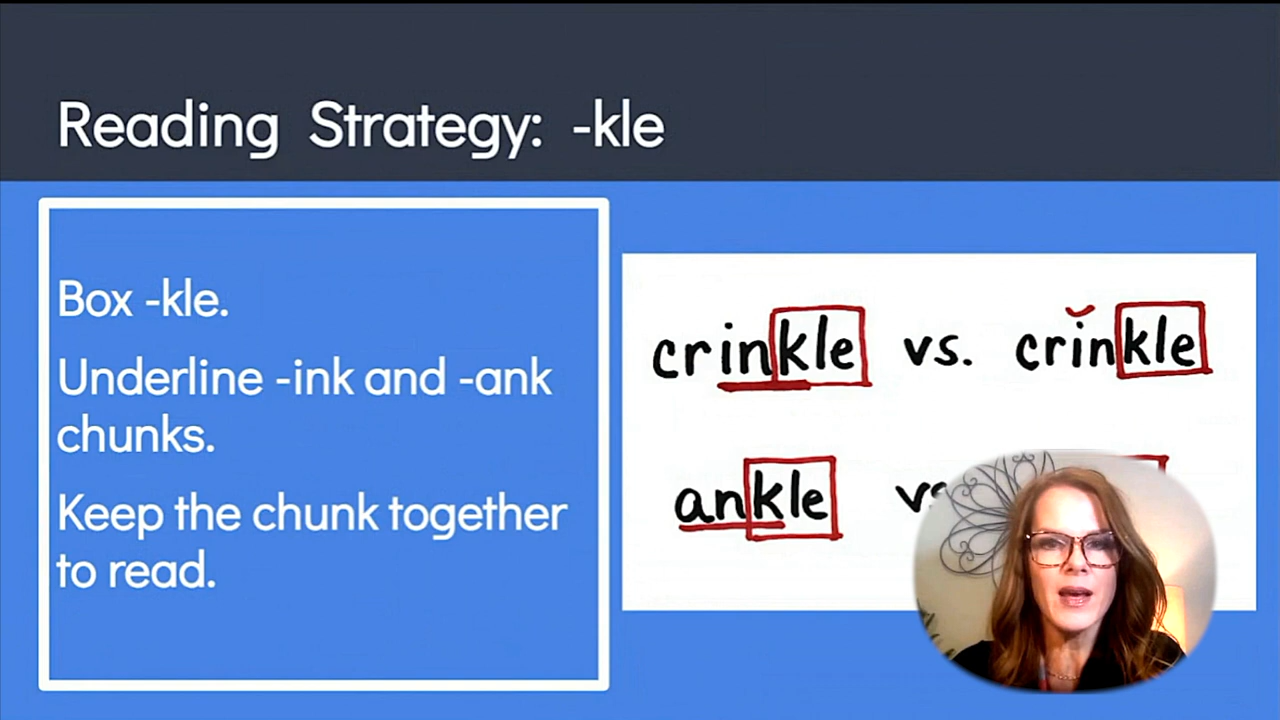 Reading Strategy: -kle
Box -kle.
Underline -ink and -ank
chunks.
Keep the chunk together
to read.
crinkle vs. crinkle
ankle